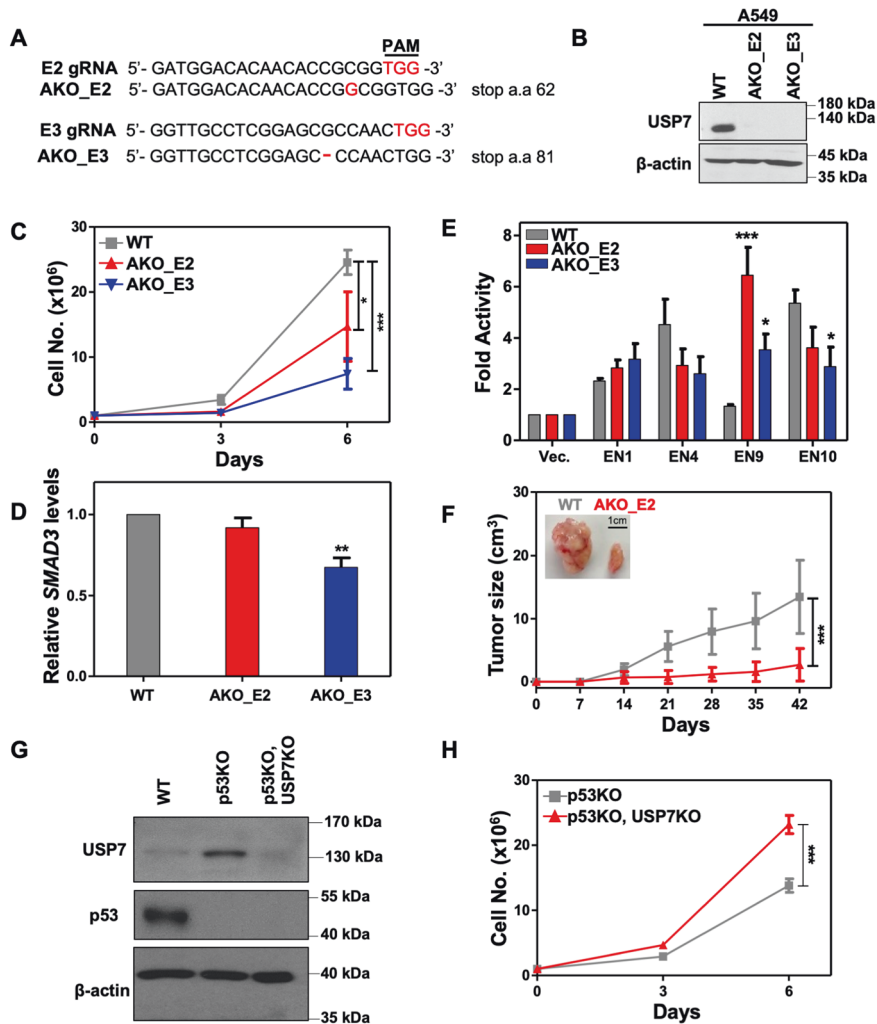 A
PAM
E2 gRNA 5'- GATGGACACAACACCGCGGTGG -3'
AKO_E2 5'- GATGGACACAACACCGGCGGTGG -3' stop a.a 62
E3 gRNA 5'- GGTTGCCTCGGAGCGCCAACTGG -3'
AKO_E3 5'- GGTTGCCTCGGAGC - CCAACTGG -3' stop a.a 81
B
A549
WT
AKO_E2
AKO_E3
180 kDa
140 kDa
USP7
β-actin
45 kDa
35 kDa
C
30
20
10
0
Cell No. (x10⁶)
WT
AKO_E2
AKO_E3
*
***
0 3 6
Days
D
1.0
0.5
0.0
Relative SMAD3 levels
**
WT AKO_E2 AKO_E3
E
8
6
4
2
0
Fold Activity
WT
AKO_E2
AKO_E3
***
*
*
Vec. EN1 EN4 EN9 EN10
F
30
20
10
0
Tumor size (cm³)
WT AKO_E2
1cm
***
0 7 14 21 28 35 42
Days
G
WT
p53KO
p53KO,
USP7KO
170 kDa
USP7
130 kDa
55 kDa
p53
40 kDa
40 kDa
β-actin
35 kDa
H
30
20
10
0
Cell No. (x10⁶)
p53KO
p53KO, USP7KO
***
0 3 6
Days